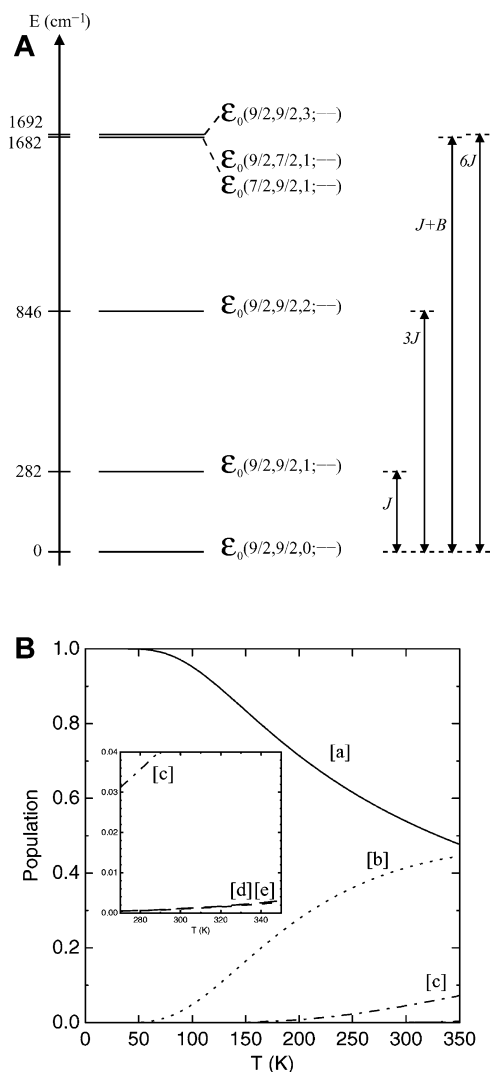 E (cm⁻¹)
A
1692
1682
846
282
0
ε₀(9/2,9/2,3;––)
ε₀(9/2,7/2,1;––)
ε₀(7/2,9/2,1;––)
ε₀(9/2,9/2,2;––)
ε₀(9/2,9/2,1;––)
ε₀(9/2,9/2,0;––)
6J
J+B
3J
J
B
1.0
0.8
0.6
0.4
0.2
0.0
Population
0 50 100 150 200 250 300 350
T (K)
[a]
[b]
[c]
0.04
0.03
0.02
0.01
0.00
280 300 320 340
T (K)
[c]
[d][e]